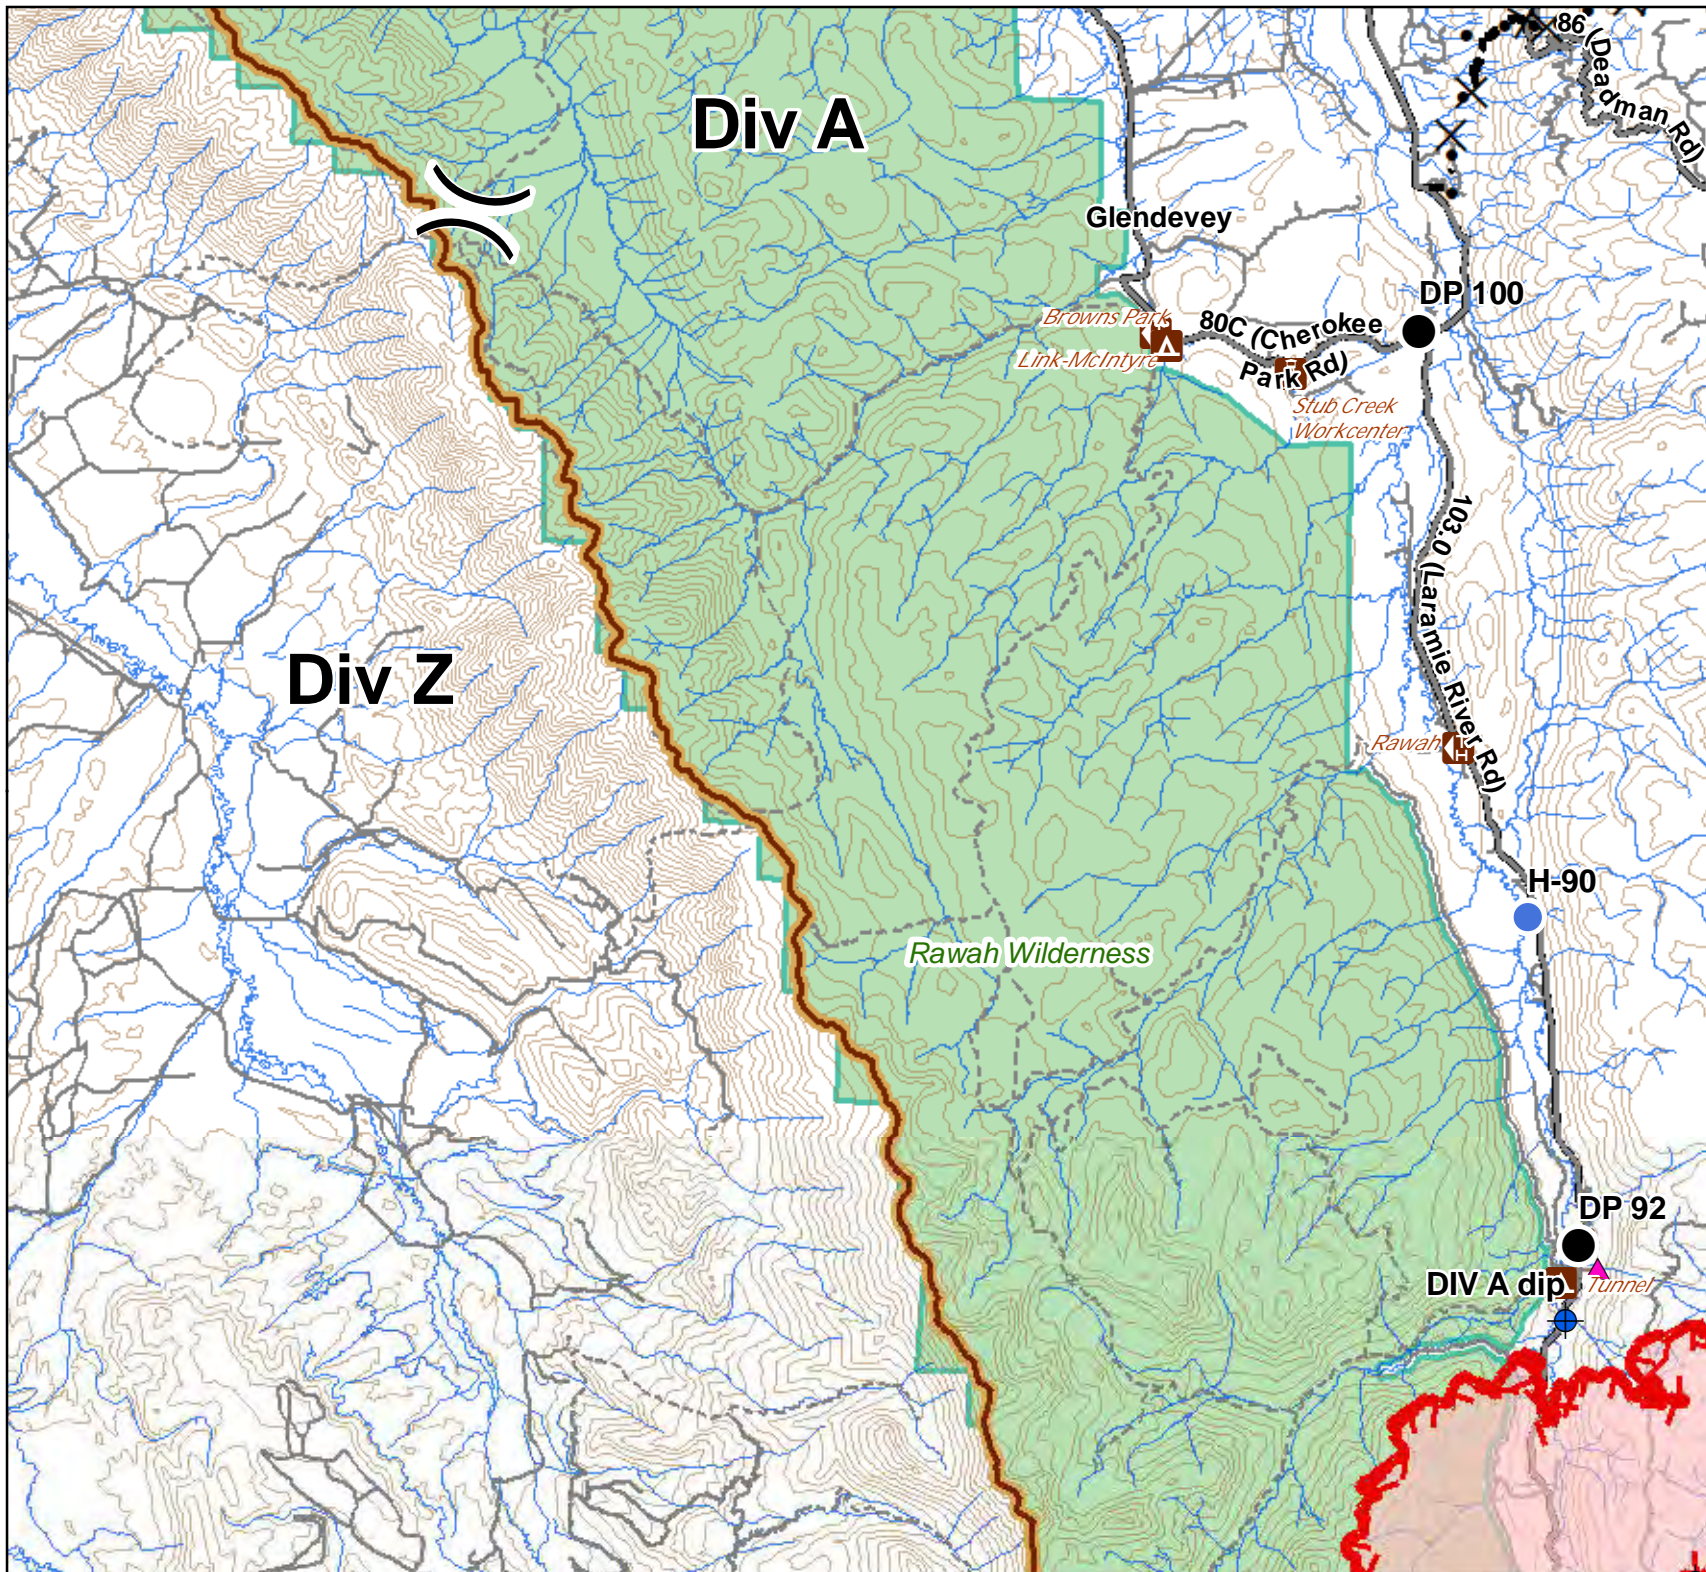 86 (Deadman Rd)
Div A
Glendevey
DP 100
Browns Park
80C (Cherokee
Park Rd)
Link-McIntyre
Stub Creek
Workcenter
103.0 (Laramie River Rd)
Div Z
Rawah
H
H-90
Rawah Wilderness
DP 92
DIV A dip
Tunnel